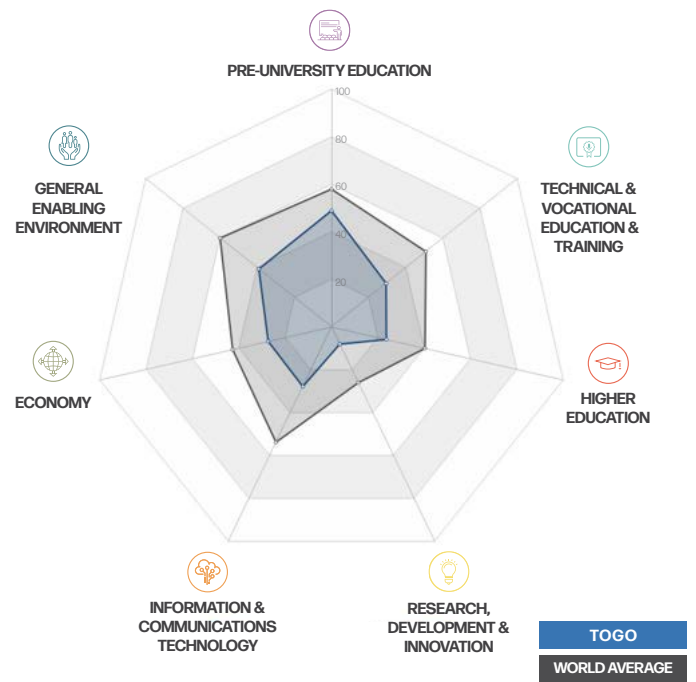 PRE-UNIVERSITY EDUCATION
100
80
60
40
20
GENERAL
ENABLING
ENVIRONMENT
TECHNICAL &
VOCATIONAL
EDUCATION &
TRAINING
ECONOMY
HIGHER
EDUCATION
INFORMATION &
COMMUNICATIONS
TECHNOLOGY
RESEARCH,
DEVELOPMENT &
INNOVATION
TOGO
WORLD AVERAGE